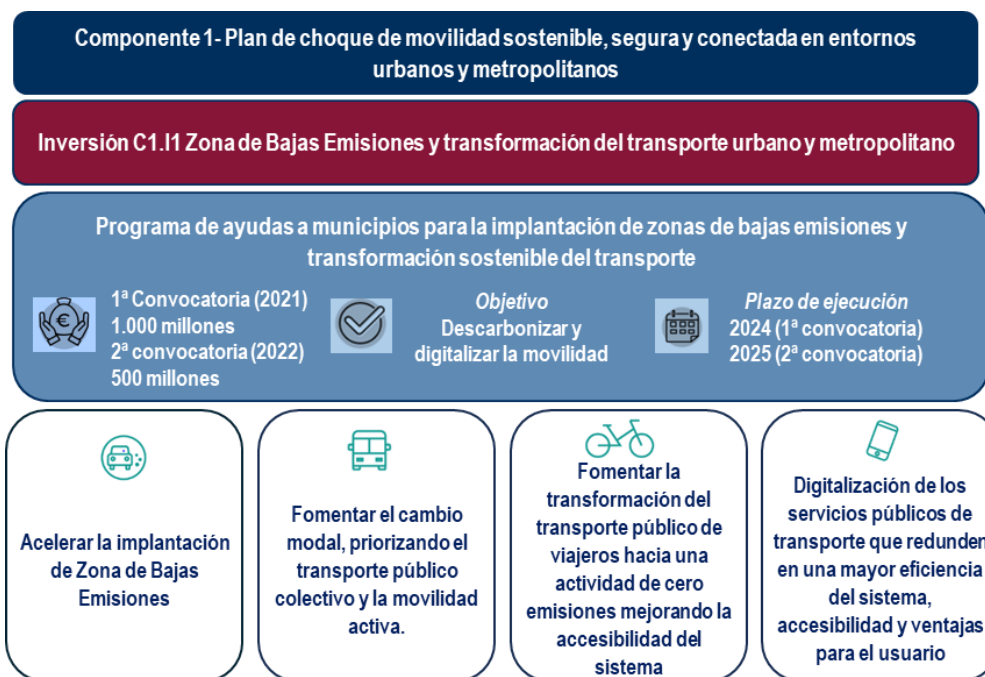 Componente 1- Plan de choque de movilidad sostenible, segura y conectada en entornos
urbanos y metropolitanos
Inversión C1.I1 Zona de Bajas Emisiones y transformación del transporte urbano y metropolitano
Programa de ayudas a municipios para la implantación de zonas de bajas emisiones y
transformación sostenible del transporte
€
1ª Convocatoria (2021)
1.000 millones
2ª convocatoria (2022)
500 millones
Objetivo
Descarbonizar y
digitalizar la movilidad
Plazo de ejecución
2024 (1ª convocatoria)
2025 (2ª convocatoria)
Acelerar la implantación
de Zona de Bajas
Emisiones
Fomentar el cambio
modal, priorizando el
transporte público
colectivo y la movilidad
activa.
Fomentar la
transformación del
transporte público de
viajeros hacia una
actividad de cero
emisiones mejorando la
accesibilidad del
sistema
Digitalización de los
servicios públicos de
transporte que redunden
en una mayor eficiencia
del sistema,
accesibilidad y ventajas
para el usuario